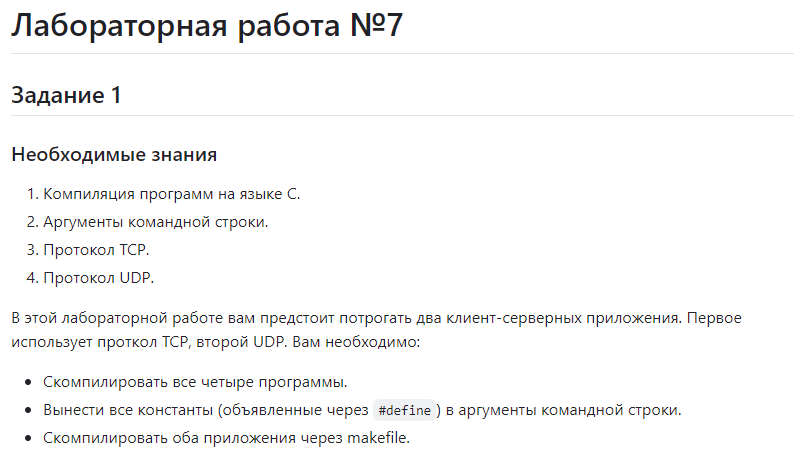 Лабораторная работа №7
Задание 1
Необходимые знания
1. Компиляция программ на языке С.
2. Аргументы командной строки.
3. Протокол TCP.
4. Протокол UDP.
В этой лабораторной работе вам предстоит потрогать два клиент-серверных приложения. Первое
использует проткол TCP, второй UDP. Вам необходимо:
• Скомпилировать все четыре программы.
• Вынести все константы (объявленные через #define ) в аргументы командной строки.
• Скомпилировать оба приложения через makefile.